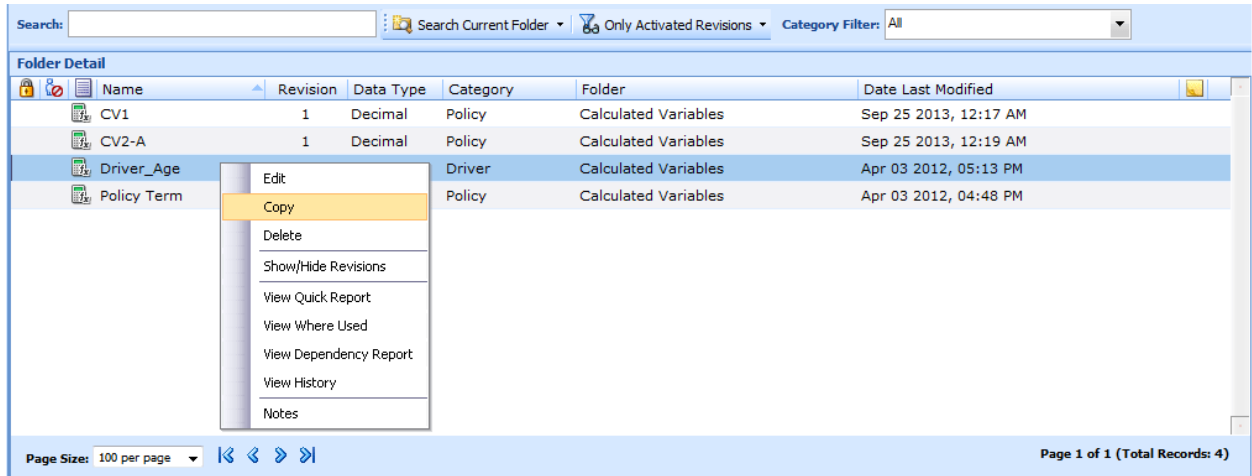 Search: Search Current Folder Only Activated Revisions Category Filter: All
Folder Detail
Name Revision Data Type Category Folder Date Last Modified
CV1 1 Decimal Policy Calculated Variables Sep 25 2013, 12:17 AM
CV2-A 1 Decimal Policy Calculated Variables Sep 25 2013, 12:19 AM
Driver_Age Driver Calculated Variables Apr 03 2012, 05:13 PM
Policy Term Policy Calculated Variables Apr 03 2012, 04:48 PM
Edit
Copy
Delete
Show/Hide Revisions
View Quick Report
View Where Used
View Dependency Report
View History
Notes
Page Size: 100 per page Page 1 of 1 (Total Records: 4)